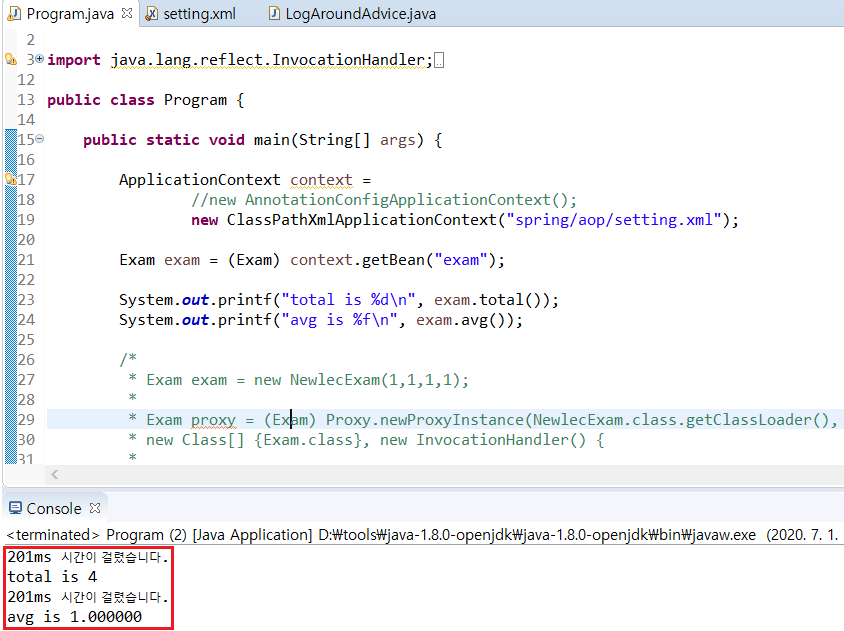 Program.java setting.xml LogAroundAdvice.java
2
3 import java.lang.reflect.InvocationHandler;
12
13 public class Program {
14
15 public static void main(String[] args) {
16
17 ApplicationContext context =
18 //new AnnotationConfigApplicationContext();
19 new ClassPathXmlApplicationContext("spring/aop/setting.xml");
20
21 Exam exam = (Exam) context.getBean("exam");
22
23 System.out.printf("total is %d\n", exam.total());
24 System.out.printf("avg is %f\n", exam.avg());
25
26 /*
27 * Exam exam = new NewlecExam(1,1,1,1);
28 *
29 * Exam proxy = (Exam) Proxy.newProxyInstance(NewlecExam.class.getClassLoader(),
30 * new Class[] {Exam.class}, new InvocationHandler() {
31 *
Console
<terminated> Program (2) [Java Application] D:₩tools₩java-1.8.0-openjdk₩java-1.8.0-openjdk₩bin₩javaw.exe (2020. 7. 1.
201ms 시간이 걸렸습니다.
total is 4
201ms 시간이 걸렸습니다.
avg is 1.000000